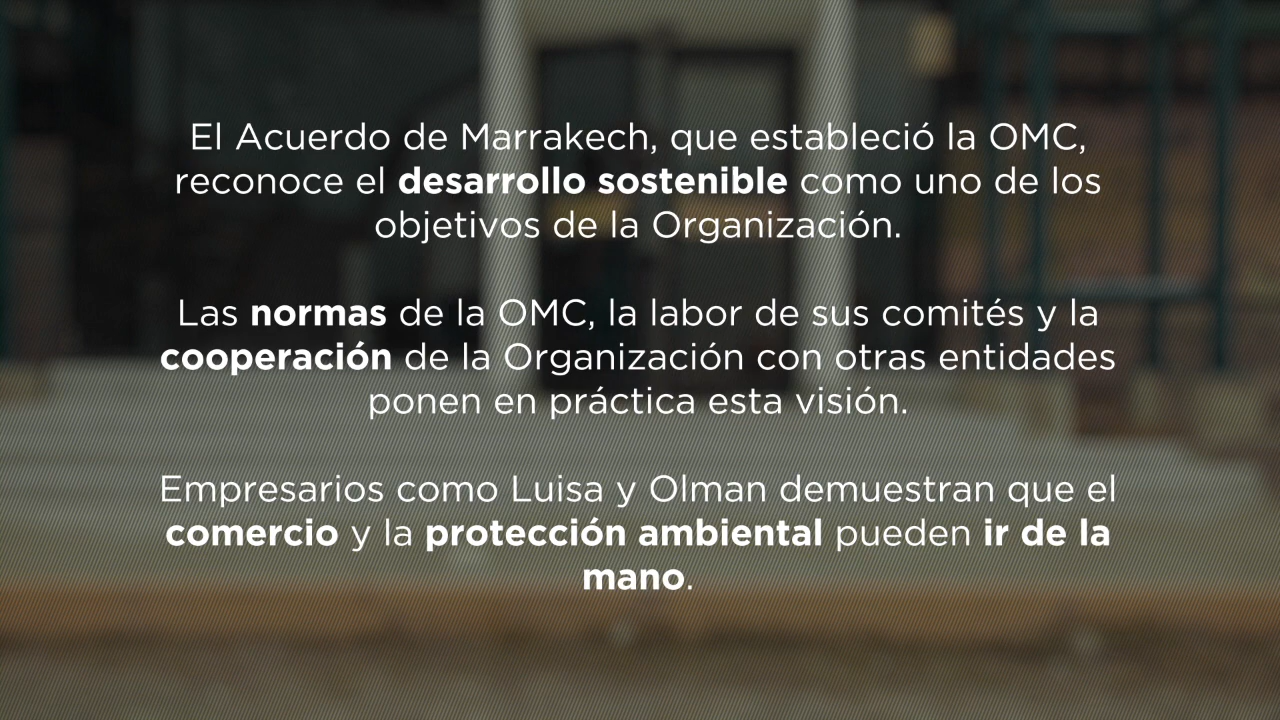 El Acuerdo de Marrakech, que estableció la OMC,
reconoce el desarrollo sostenible como uno de los
objetivos de la Organización.
Las normas de la OMC, la labor de sus comités y la
cooperación de la Organización con otras entidades
ponen en práctica esta visión.
Empresarios como Luisa y Olman demuestran que el
comercio y la protección ambiental pueden ir de la
mano.